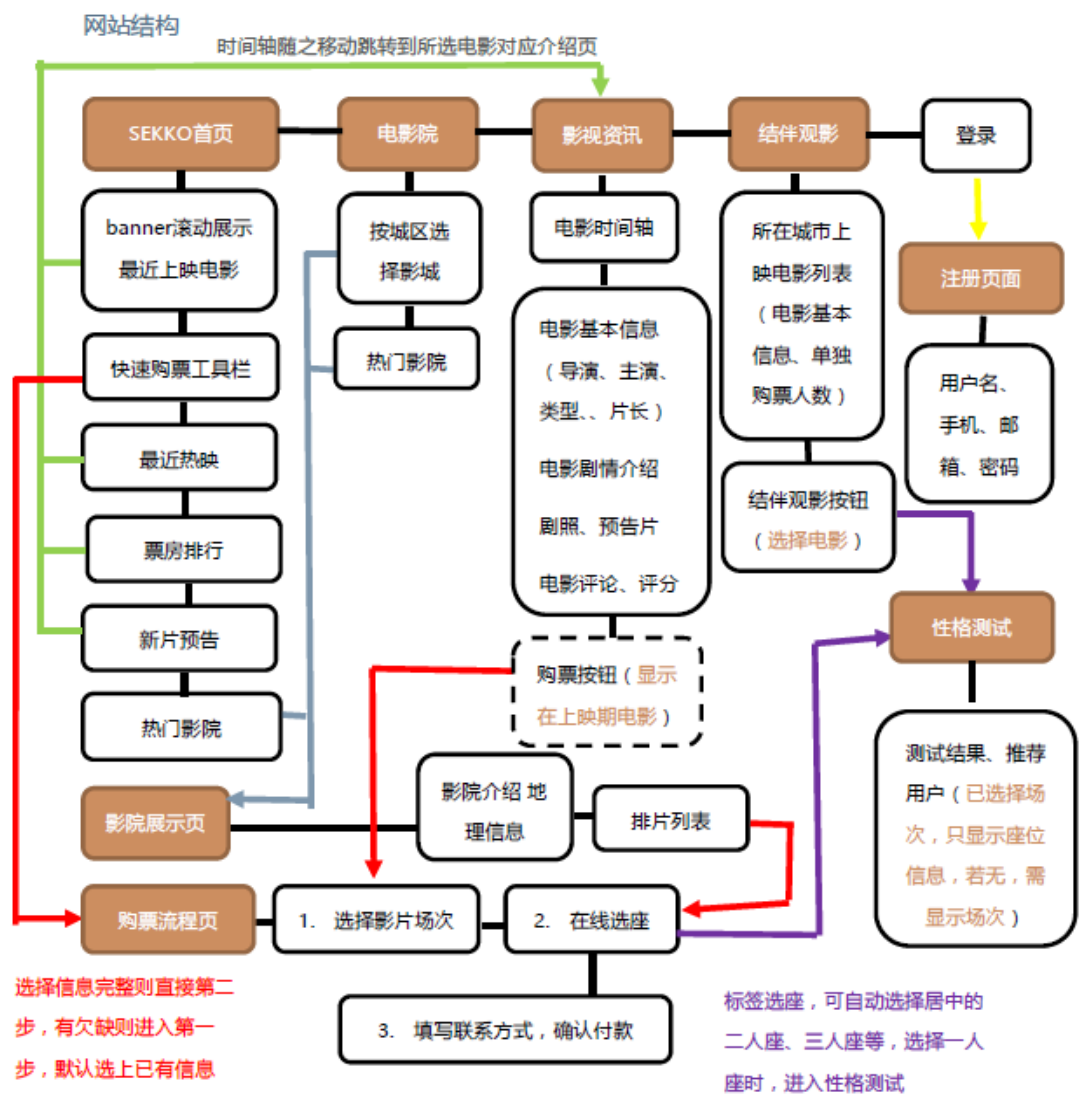 网站结构
时间轴随之移动跳转到所选电影对应介绍页
SEKKO首页
电影院
影视资讯
结伴观影
登录
banner滚动展示
最近上映电影
快速购票工具栏
最近热映
票房排行
新片预告
热门影院
按城区选
择影城
热门影院
电影时间轴
电影基本信息
（导演、主演、
类型、、片长）
电影剧情介绍
剧照、预告片
电影评论、评分
购票按钮（显示
在上映期电影）
所在城市上
映电影列表
（电影基本
信息、单独
购票人数）
结伴观影按钮
（选择电影）
注册页面
用户名、
手机、邮
箱、密码
性格测试
测试结果、推荐
用户（已选择场
次，只显示座位
信息，若无，需
显示场次）
影院展示页
影院介绍 地
理信息
排片列表
购票流程页
1. 选择影片场次
2. 在线选座
3. 填写联系方式，确认付款
选择信息完整则直接第二
步，有欠缺则进入第一
步，默认选上已有信息
标签选座，可自动选择居中的
二人座、三人座等，选择一人
座时，进入性格测试